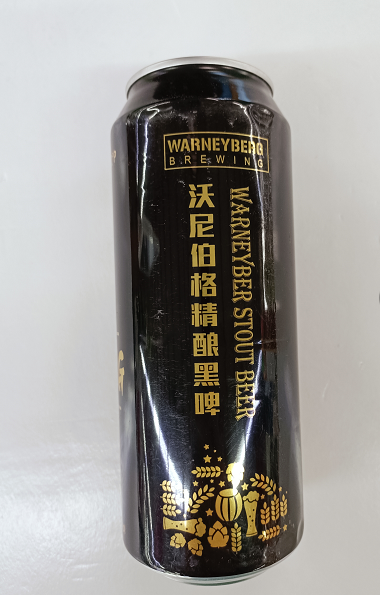 WARNEYBERG
BREWING
沃尼伯格精酿黑啤
WARNEYBER STOUT BEER